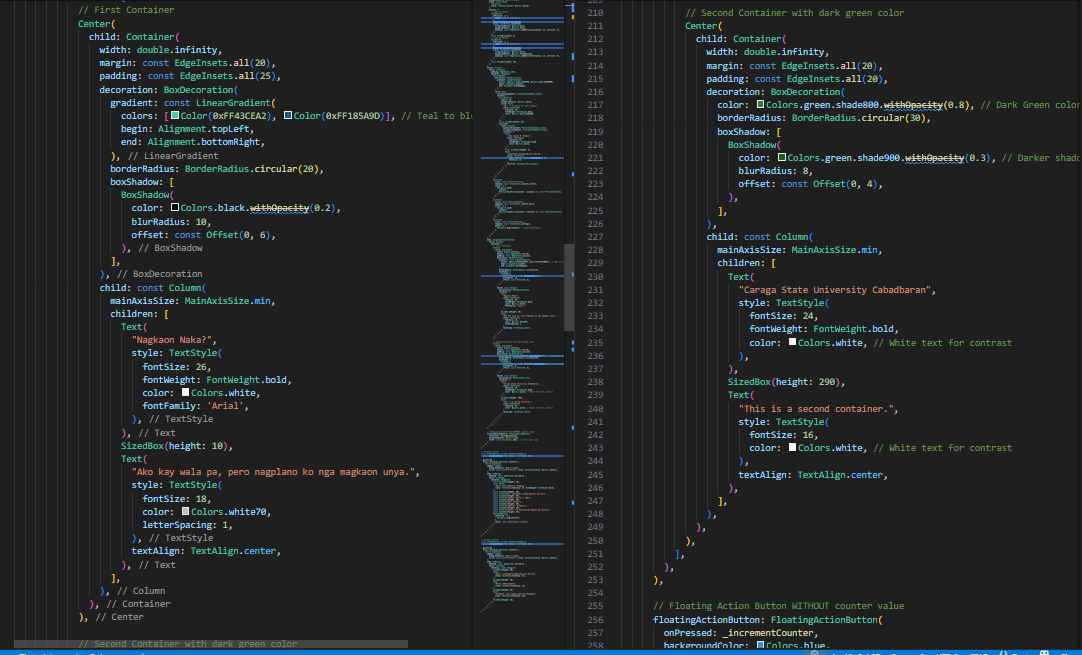 // First Container
Center(
child: Container(
width: double.infinity,
margin: const EdgeInsets.all(20),
padding: const EdgeInsets.all(25),
decoration: BoxDecoration(
gradient: const LinearGradient(
colors: [Color(0xFF43CEA2), Color(0xFF185A9D)], // Teal to blu
begin: Alignment.topLeft,
end: Alignment.bottomRight,
), // LinearGradient
borderRadius: BorderRadius.circular(20),
boxShadow: [
BoxShadow(
color: Colors.black.withOpacity(0.2),
blurRadius: 10,
offset: const Offset(0, 6),
), // BoxShadow
],
), // BoxDecoration
child: const Column(
mainAxisSize: MainAxisSize.min,
children: [
Text(
"Nagkaon Naka?",
style: TextStyle(
fontSize: 26,
fontWeight: FontWeight.bold,
color: Colors.white,
fontFamily: 'Arial',
), // TextStyle
), // Text
SizedBox(height: 10),
Text(
"Ako kay wala pa, pero nagplano ko nga magkaon unya.",
style: TextStyle(
fontSize: 18,
color: Colors.white70,
letterSpacing: 1,
), // TextStyle
textAlign: TextAlign.center,
), // Text
],
), // Column
), // Container
), // Center
// Second Container with dark green color
210 // Second Container with dark green color
211 Center(
212 child: Container(
213 width: double.infinity,
214 margin: const EdgeInsets.all(20),
215 padding: const EdgeInsets.all(20),
216 decoration: BoxDecoration(
217 color: Colors.green.shade800.withOpacity(0.8), // Dark Green color
218 borderRadius: BorderRadius.circular(30),
219 boxShadow: [
220 BoxShadow(
221 color: Colors.green.shade900.withOpacity(0.3), // Darker shado
222 blurRadius: 8,
223 offset: const Offset(0, 4),
224 ),
225 ],
226 ),
227 child: const Column(
228 mainAxisSize: MainAxisSize.min,
229 children: [
230 Text(
231 "Caraga State University Cabadbaran",
232 style: TextStyle(
233 fontSize: 24,
234 fontWeight: FontWeight.bold,
235 color: Colors.white, // White text for contrast
236 ),
237 ),
238 SizedBox(height: 290),
239 Text(
240 "This is a second container.",
241 style: TextStyle(
242 fontSize: 16,
243 color: Colors.white, // White text for contrast
244 ),
245 textAlign: TextAlign.center,
246 ),
247 ],
248 ),
249 ),
250 ),
251 ],
252 ),
253 ),
254
255 // Floating Action Button WITHOUT counter value
256 floatingActionButton: FloatingActionButton(
257 onPressed: _incrementCounter,
258 backgroundColor: Colors.blue,